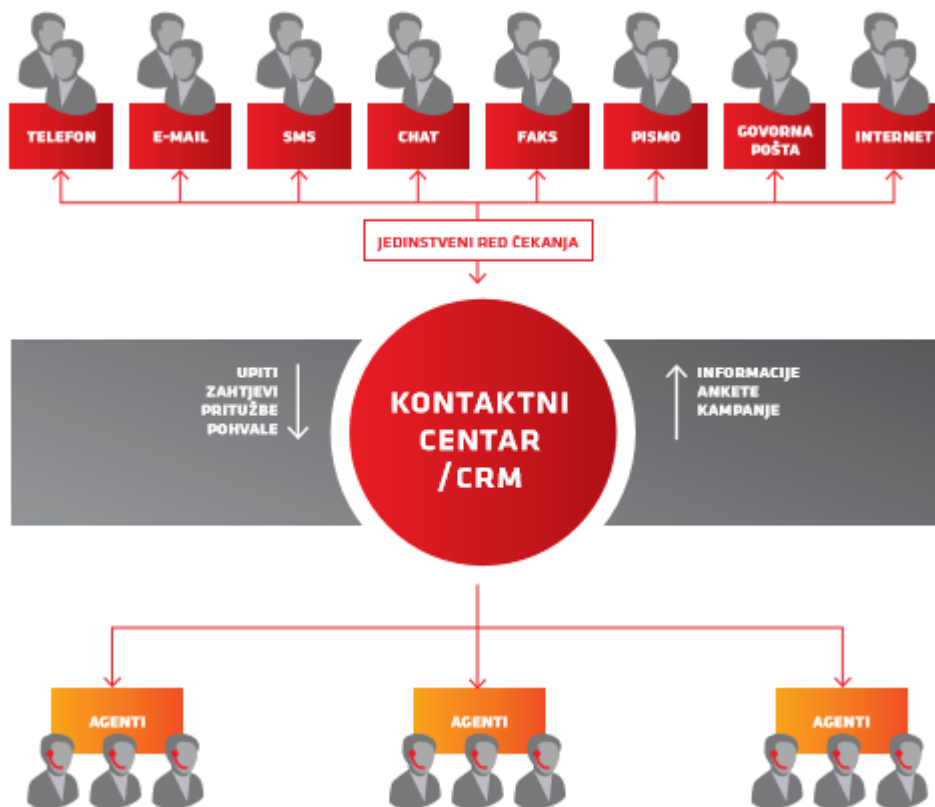 TELEFON
E-MAIL
SMS
CHAT
FAKS
PISMO
GOVORNA
POŠTA
INTERNET
JEDINSTVENI RED ČEKANJA
UPITI
ZAHTJEVI
PRITUŽBE
POHVALE
KONTAKTNI
CENTAR
/CRM
INFORMACIJE
ANKETE
KAMPANJE
AGENTI
AGENTI
AGENTI